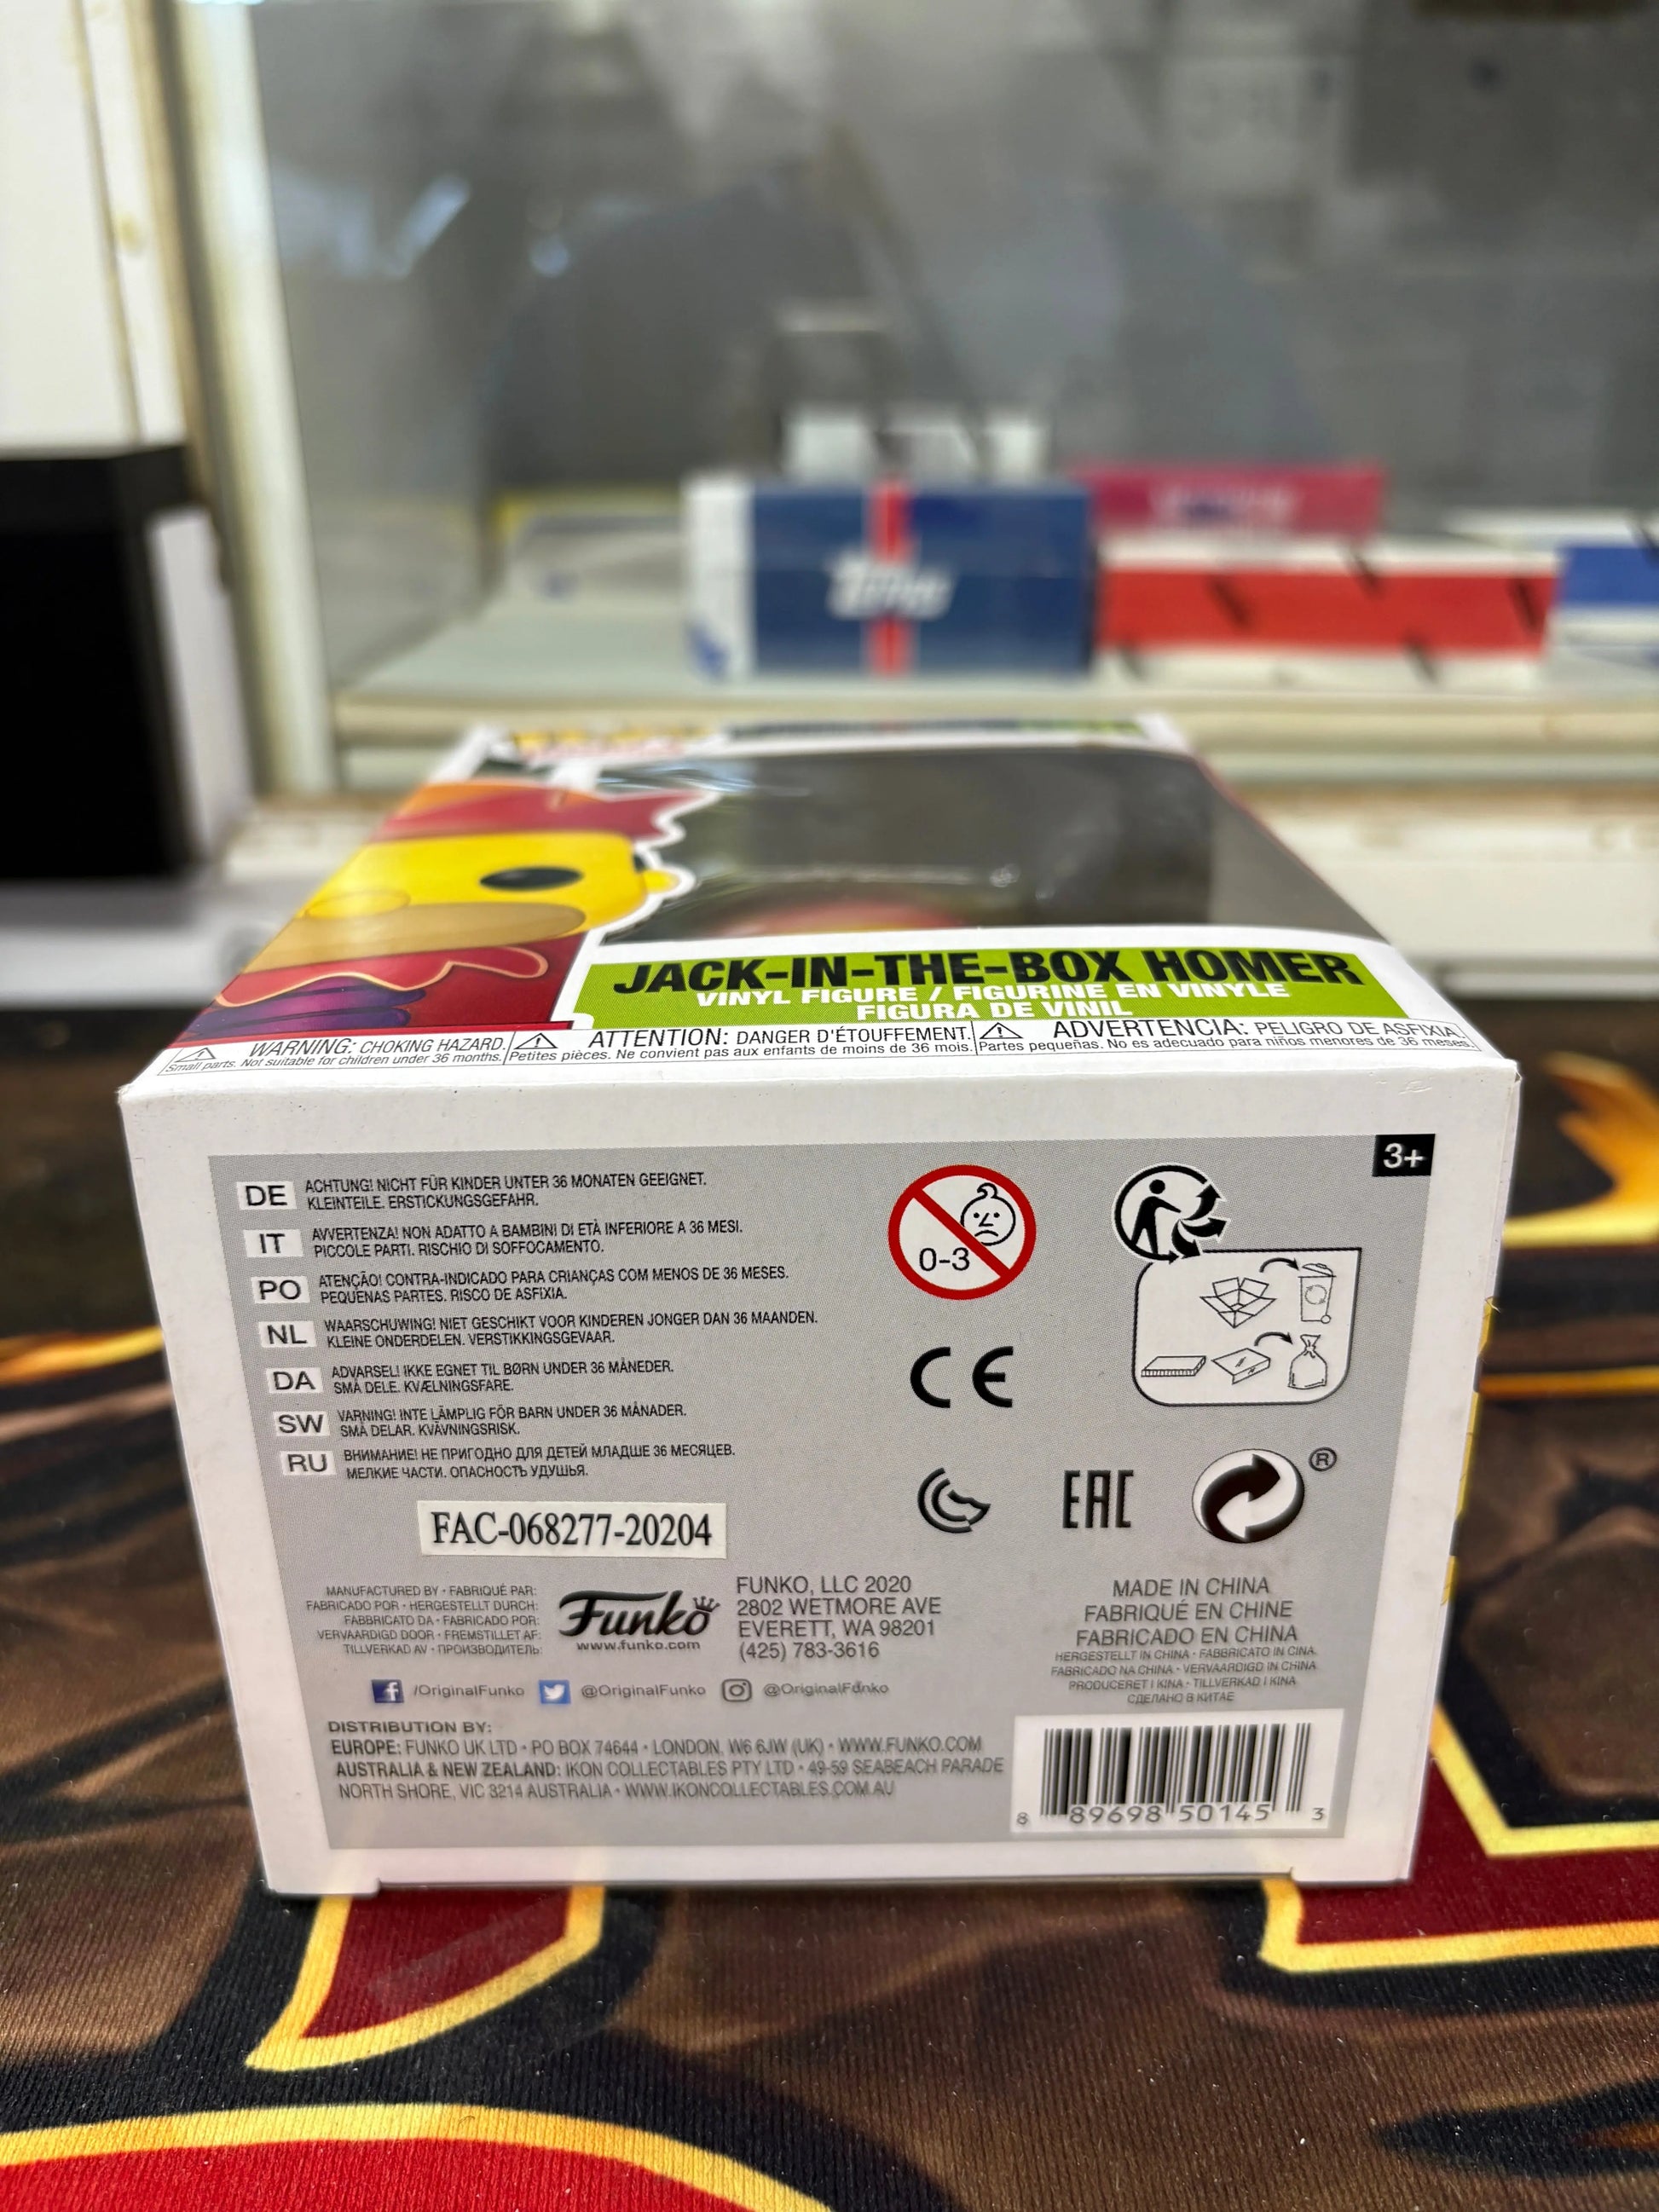 Topps
JACK-IN-THE-BOX HOMER
VINYL FIGURE / FIGURINE EN VINYLE
FIGURA DE VINIL
WARNING: CHOKING HAZARD.
Small parts. Not suitable for children under 36 months.
ATTENTION: DANGER D'ÉTOUFFEMENT.
Petites pièces. Ne convient pas aux enfants de moins de 36 mois.
ADVERTENCIA: PELIGRO DE ASFIXIA.
Partes pequeñas. No es adecuado para niños menores de 36 meses.
3+
DE ACHTUNG! NICHT FÜR KINDER UNTER 36 MONATEN GEEIGNET.
KLEINTEILE. ERSTICKUNGSGEFAHR.
IT AVVERTENZA! NON ADATTO A BAMBINI DI ETÀ INFERIORE A 36 MESI.
PICCOLE PARTI. RISCHIO DI SOFFOCAMENTO.
PO ATENÇÃO! CONTRA-INDICADO PARA CRIANÇAS COM MENOS DE 36 MESES.
PEQUENAS PARTES. RISCO DE ASFIXIA.
NL WAARSCHUWING! NIET GESCHIKT VOOR KINDEREN JONGER DAN 36 MAANDEN.
KLEINE ONDERDELEN. VERSTIKKINGSGEVAAR.
DA ADVARSEL! IKKE EGNET TIL BØRN UNDER 36 MÅNEDER.
SMÅ DELE. KVÆLNINGSFARE.
SW VARNING! INTE LÄMPLIG FÖR BARN UNDER 36 MÅNADER.
SMÅ DELAR. KVÄVNINGSRISK.
RU ВНИМАНИЕ! НЕ ПРИГОДНО ДЛЯ ДЕТЕЙ МЛАДШЕ 36 МЕСЯЦЕВ.
МЕЛКИЕ ЧАСТИ. ОПАСНОСТЬ УДУШЬЯ.
0-3
CE
EAC
®
FAC-068277-20204
MANUFACTURED BY • FABRIQUÉ PAR:
FABRICADO POR • HERGESTELLT DURCH:
FABBRICATO DA • FABRICADO POR:
VERVAARDIGD DOOR • FREMSTILLET AF:
TILLVERKAD AV • ПРОИЗВОДИТЕЛЬ:
Funko
www.funko.com
FUNKO, LLC 2020
2802 WETMORE AVE
EVERETT, WA 98201
(425) 783-3616
MADE IN CHINA
FABRIQUÉ EN CHINE
FABRICADO EN CHINA
HERGESTELLT IN CHINA • FABBRICATO IN CINA
FABRICADO NA CHINA • VERVAARDIGD IN CHINA
PRODUCERET I KINA • TILLVERKAD I KINA
СДЕЛАНО В КИТАЕ
/OriginalFunko @OriginalFunko @OriginalFunko
DISTRIBUTION BY:
EUROPE: FUNKO UK LTD • PO BOX 74644 • LONDON, W6 6JW (UK) • WWW.FUNKO.COM
AUSTRALIA & NEW ZEALAND: IKON COLLECTABLES PTY LTD • 49-59 SEABEACH PARADE
NORTH SHORE, VIC 3214 AUSTRALIA • WWW.IKONCOLLECTABLES.COM.AU
8 89698 50145 3